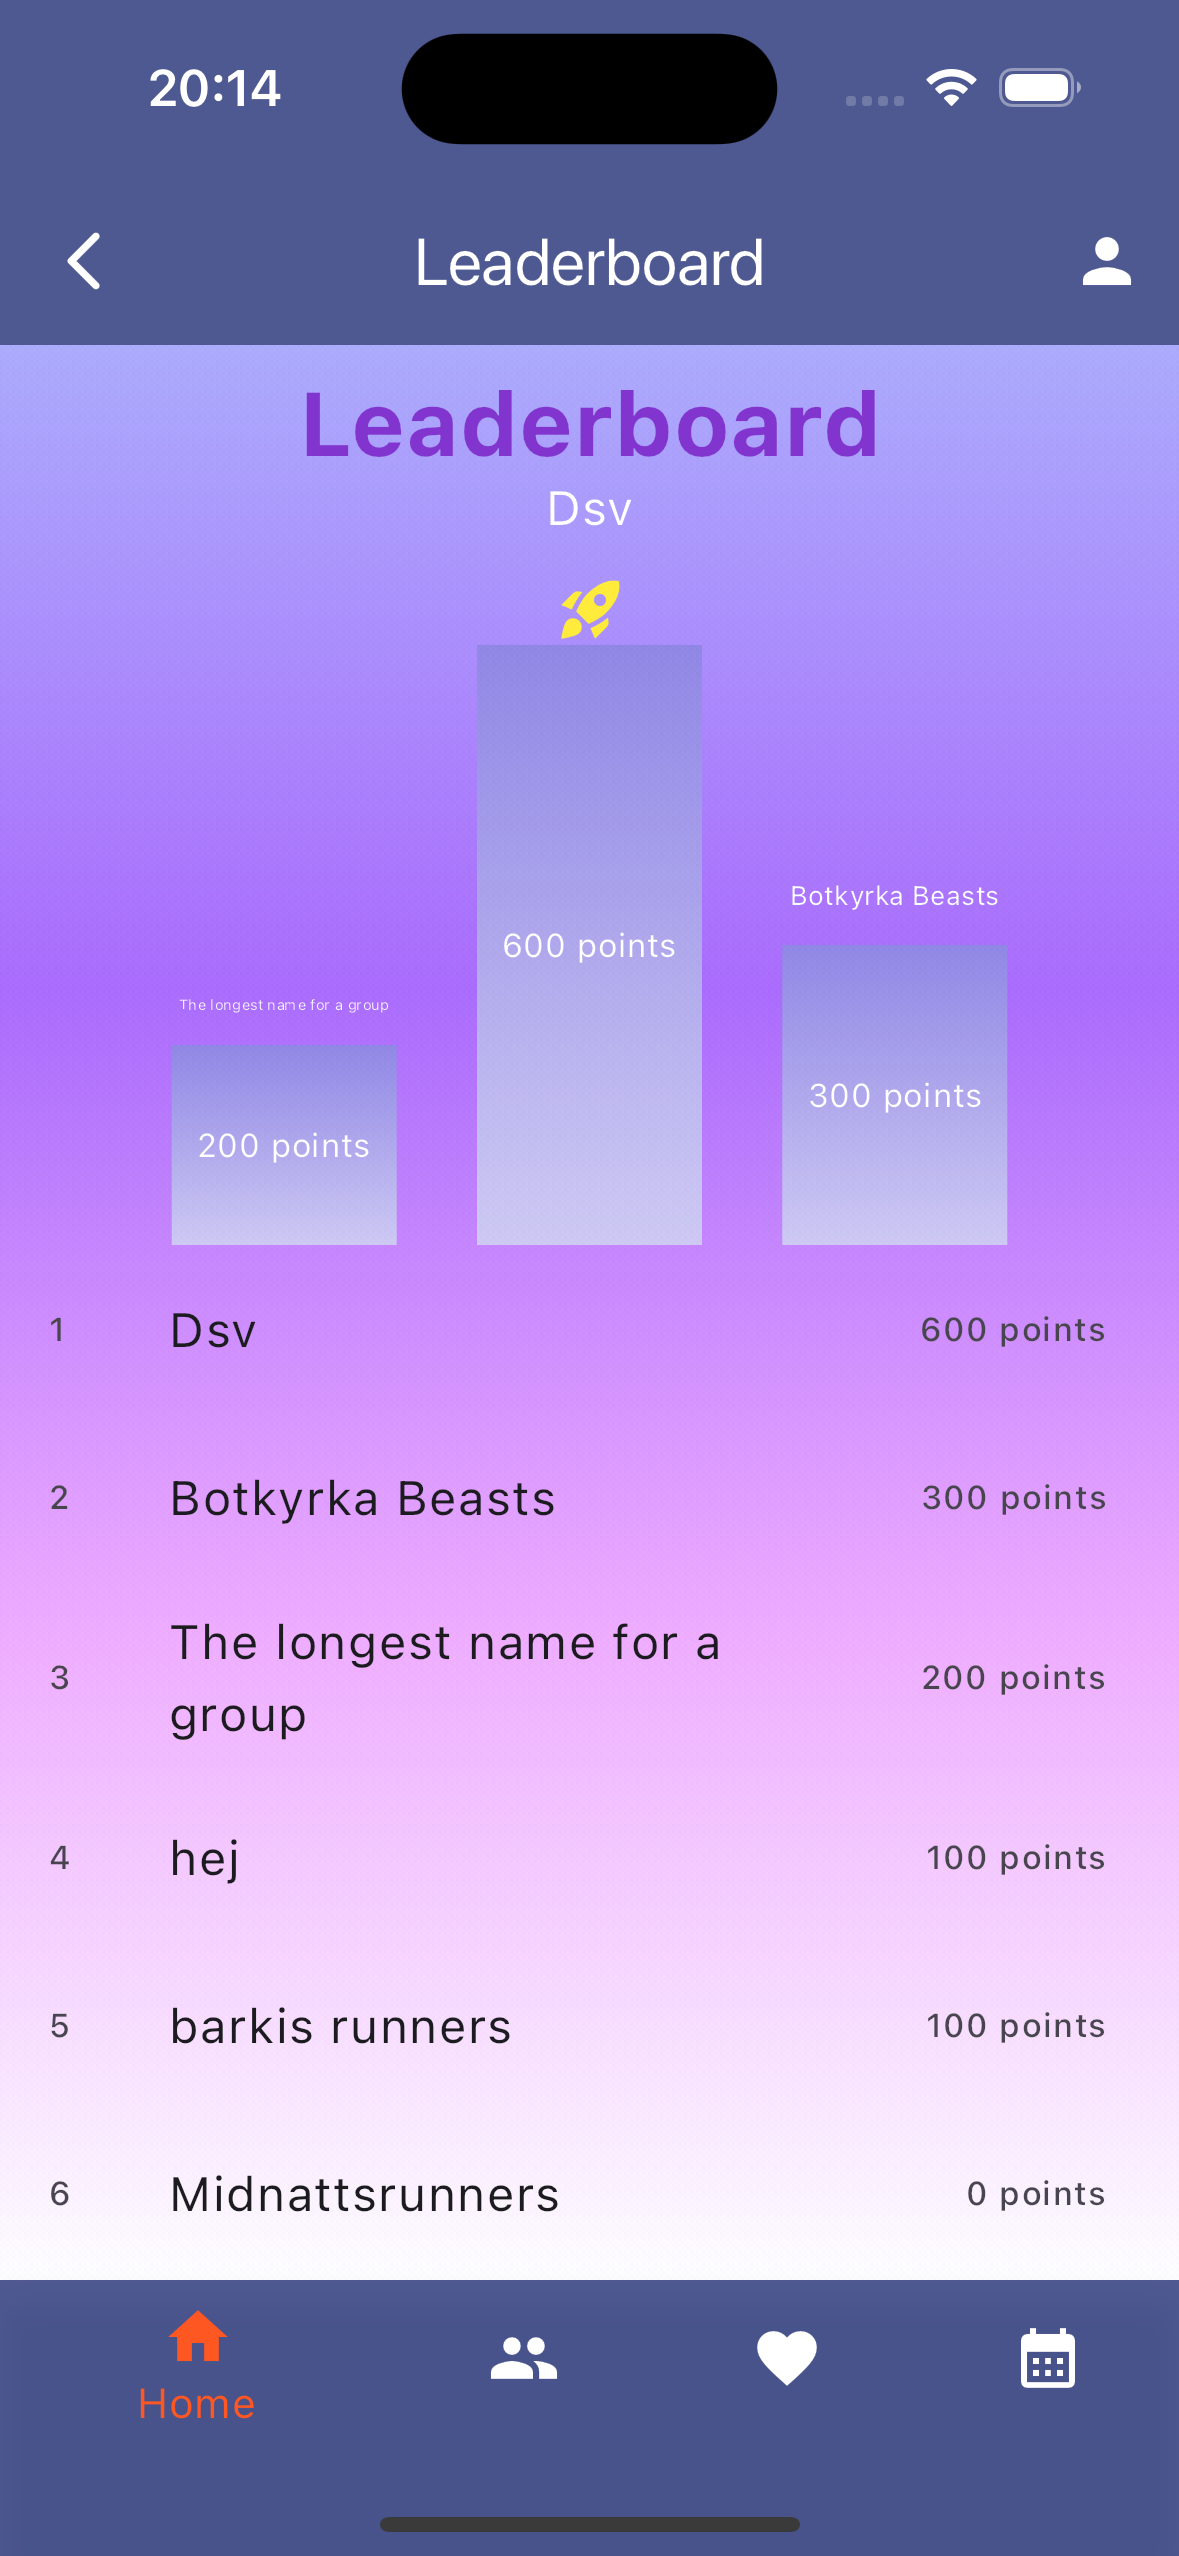 20:14
Leaderboard
Leaderboard
Dsv
Botkyrka Beasts
600 points
The longest name for a group
300 points
200 points
1 Dsv 600 points
2 Botkyrka Beasts 300 points
3 The longest name for a
group 200 points
4 hej 100 points
5 barkis runners 100 points
6 Midnattsrunners 0 points
Home